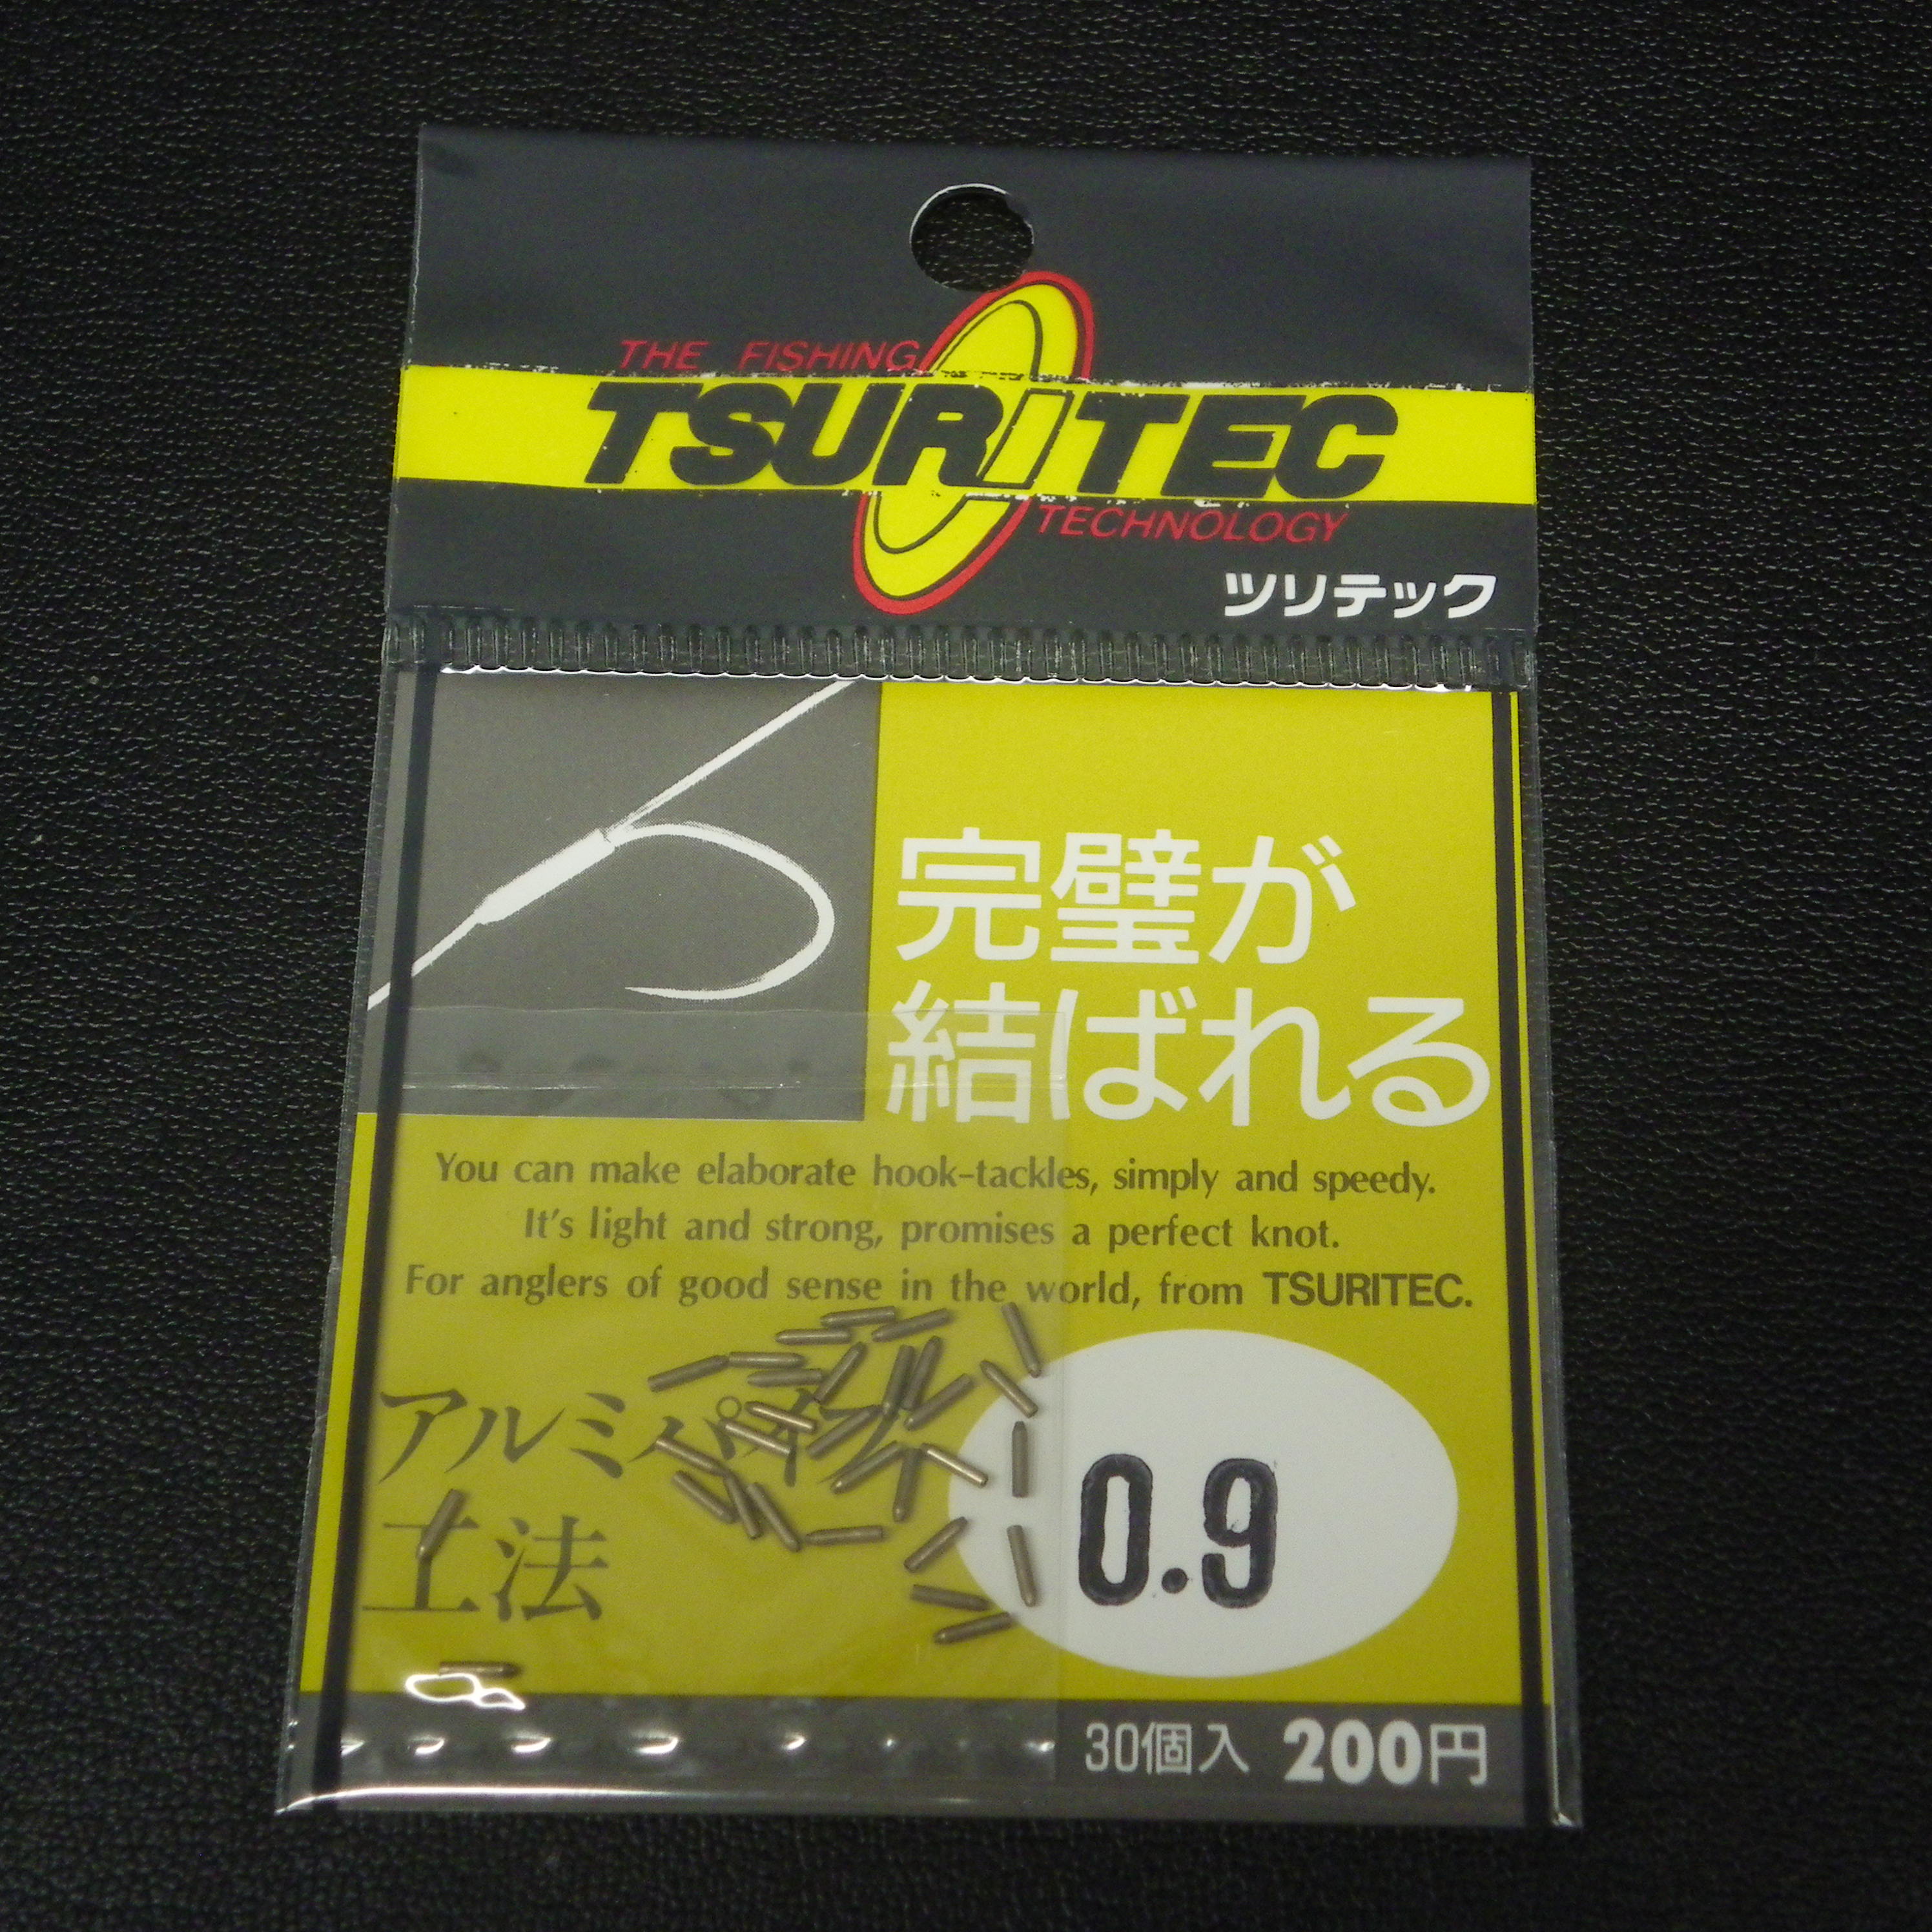 THE FISHING
TSURITEC
TECHNOLOGY
ツリテック
完璧が
結ばれる
You can make elaborate hook-tackles, simply and speedy.
It's light and strong, promises a perfect knot.
For anglers of good sense in the world, from TSURITEC.
アルミパイプ
工法
0.9
30個入 200円